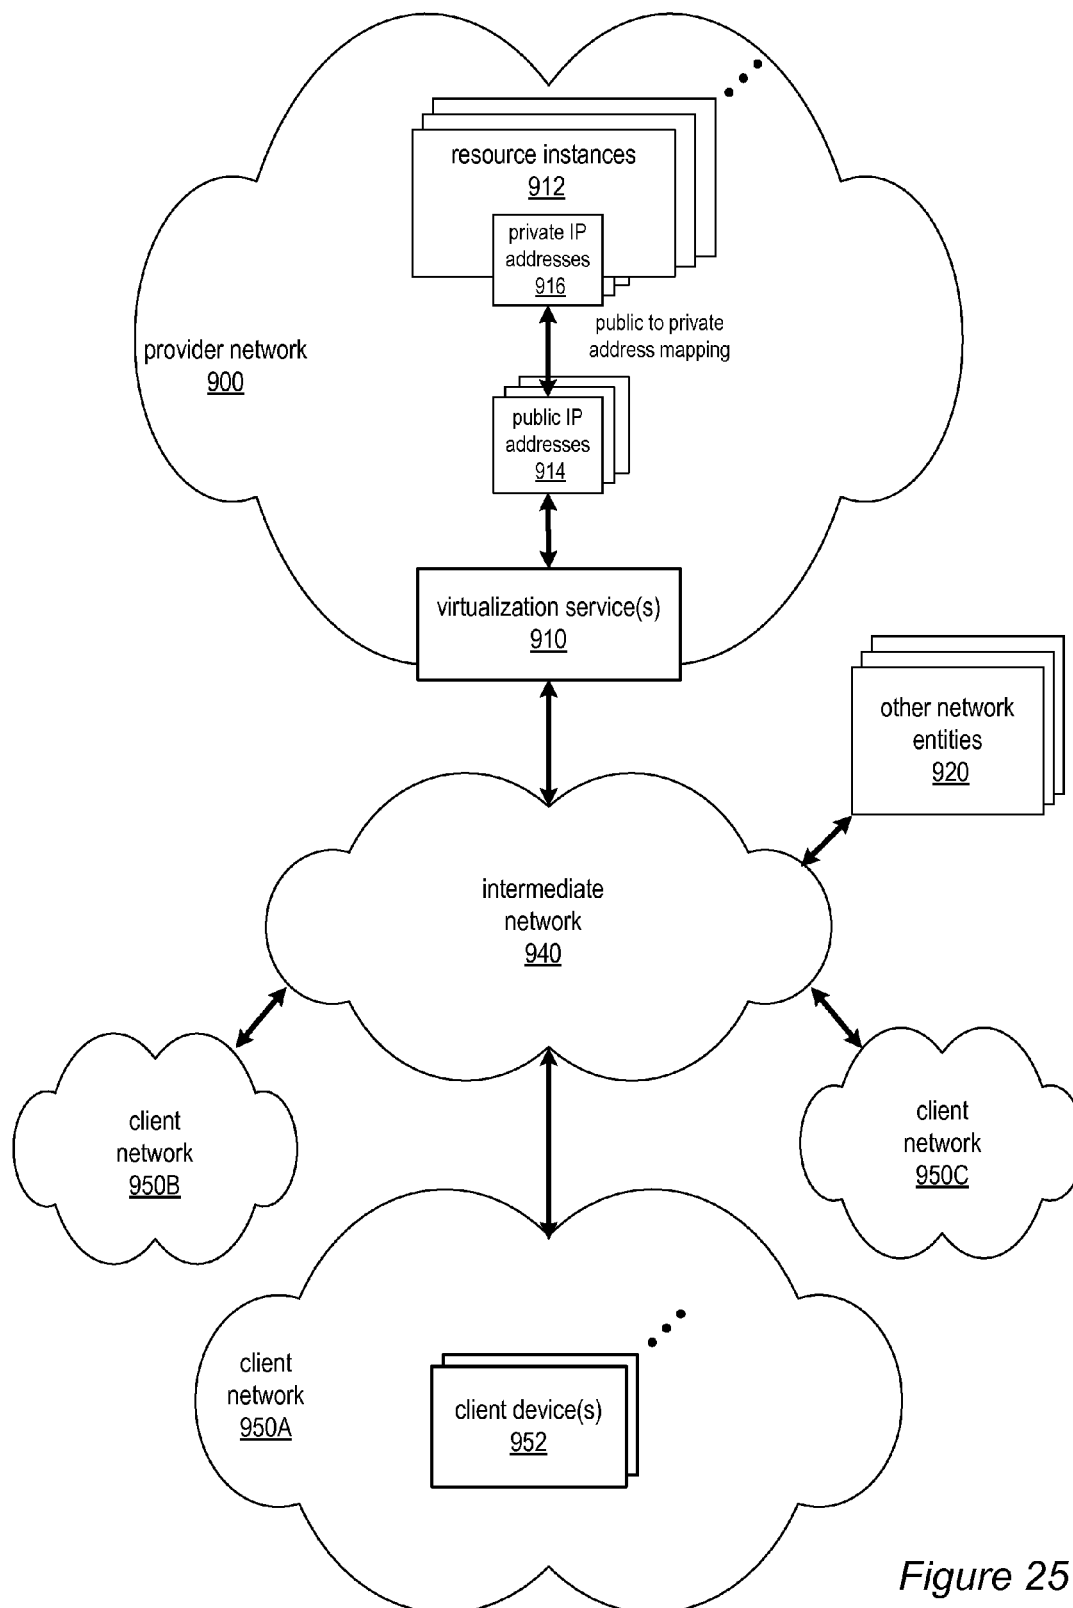 resource instances
912
private IP
addresses
916
public to private
address mapping
provider network
900
public IP
addresses
914
virtualization service(s)
910
other network
entities
920
intermediate
network
940
client
network
950B
client
network
950C
client
network
950A
client device(s)
952
Figure 25